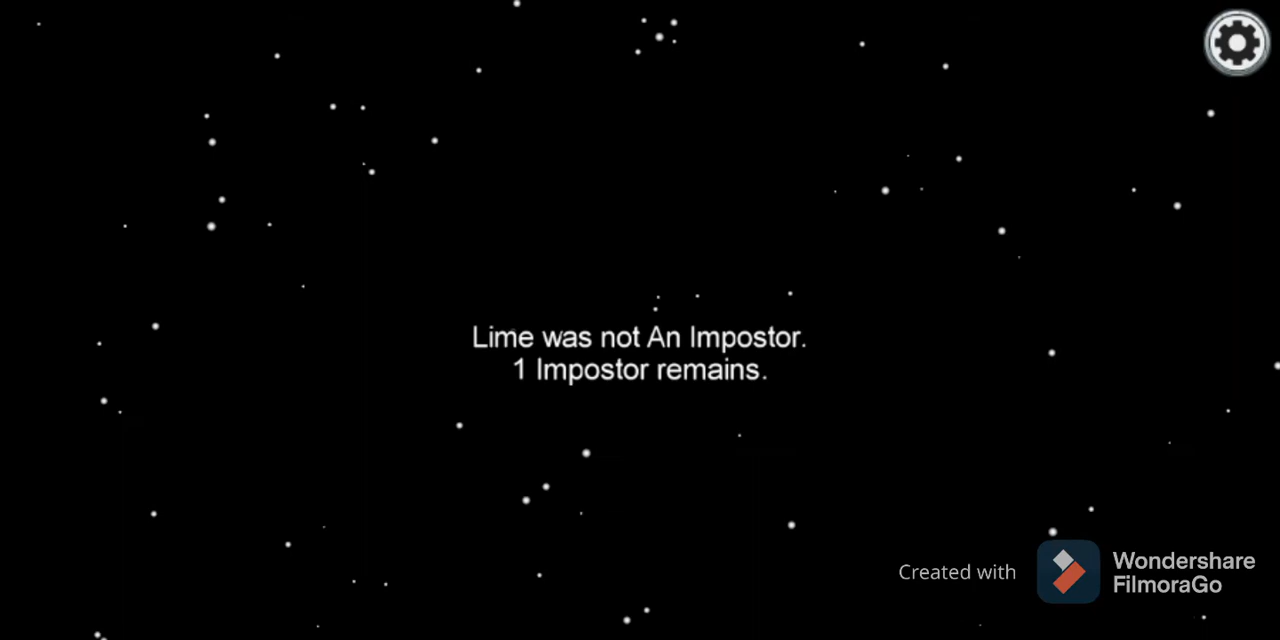 Lime was not An Impostor.
1 Impostor remains.
Created with
Wondershare
FilmoraGo